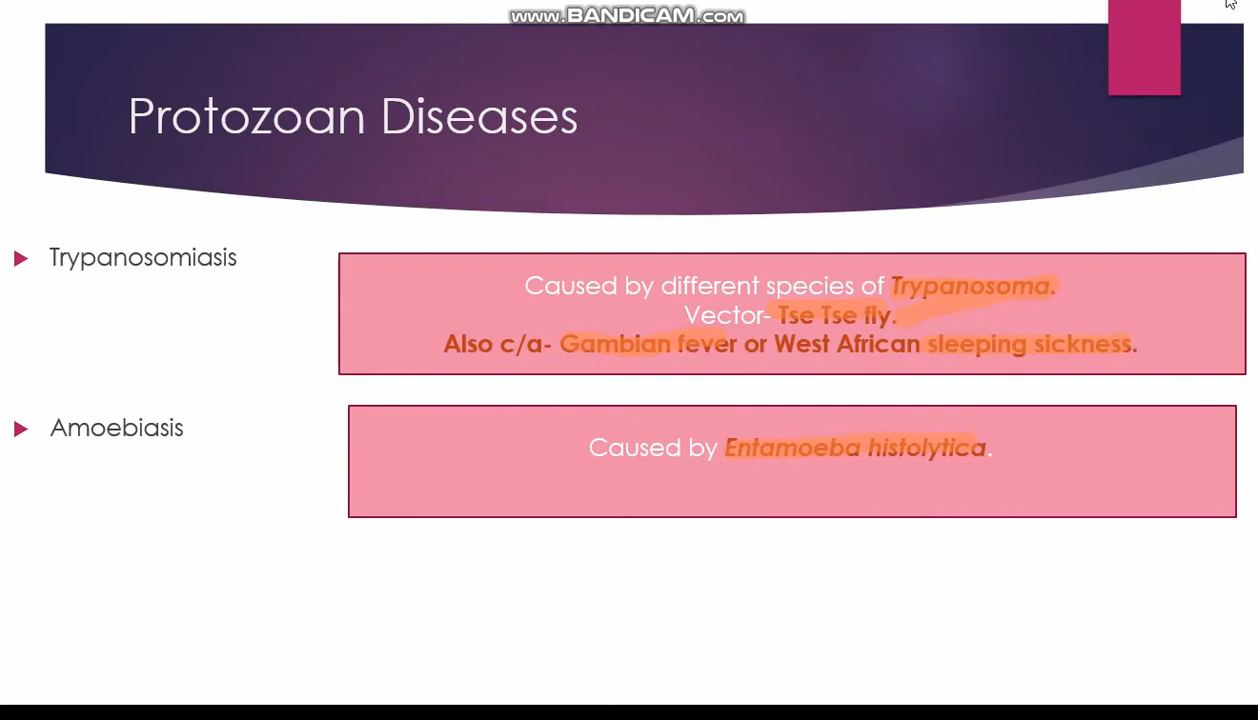 www.BANDICAM.com
Protozoan Diseases
Trypanosomiasis
Caused by different species of Trypanosoma.
Vector- Tse Tse fly.
Also c/a- Gambian fever or West African sleeping sickness.
Amoebiasis
Caused by Entamoeba histolytica.